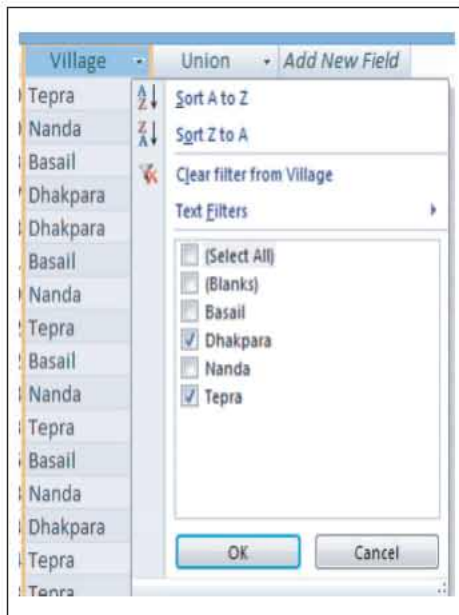 Village Union Add New Field
Tepra
Nanda
Basail
Dhakpara
Dhakpara
Basail
Nanda
Tepra
Basail
Nanda
Tepra
Basail
Nanda
Dhakpara
Tepra
Tepra
Sort A to Z
Sort Z to A
Clear filter from Village
Text Filters
(Select All)
(Blanks)
Basail
Dhakpara
Nanda
Tepra
OK Cancel